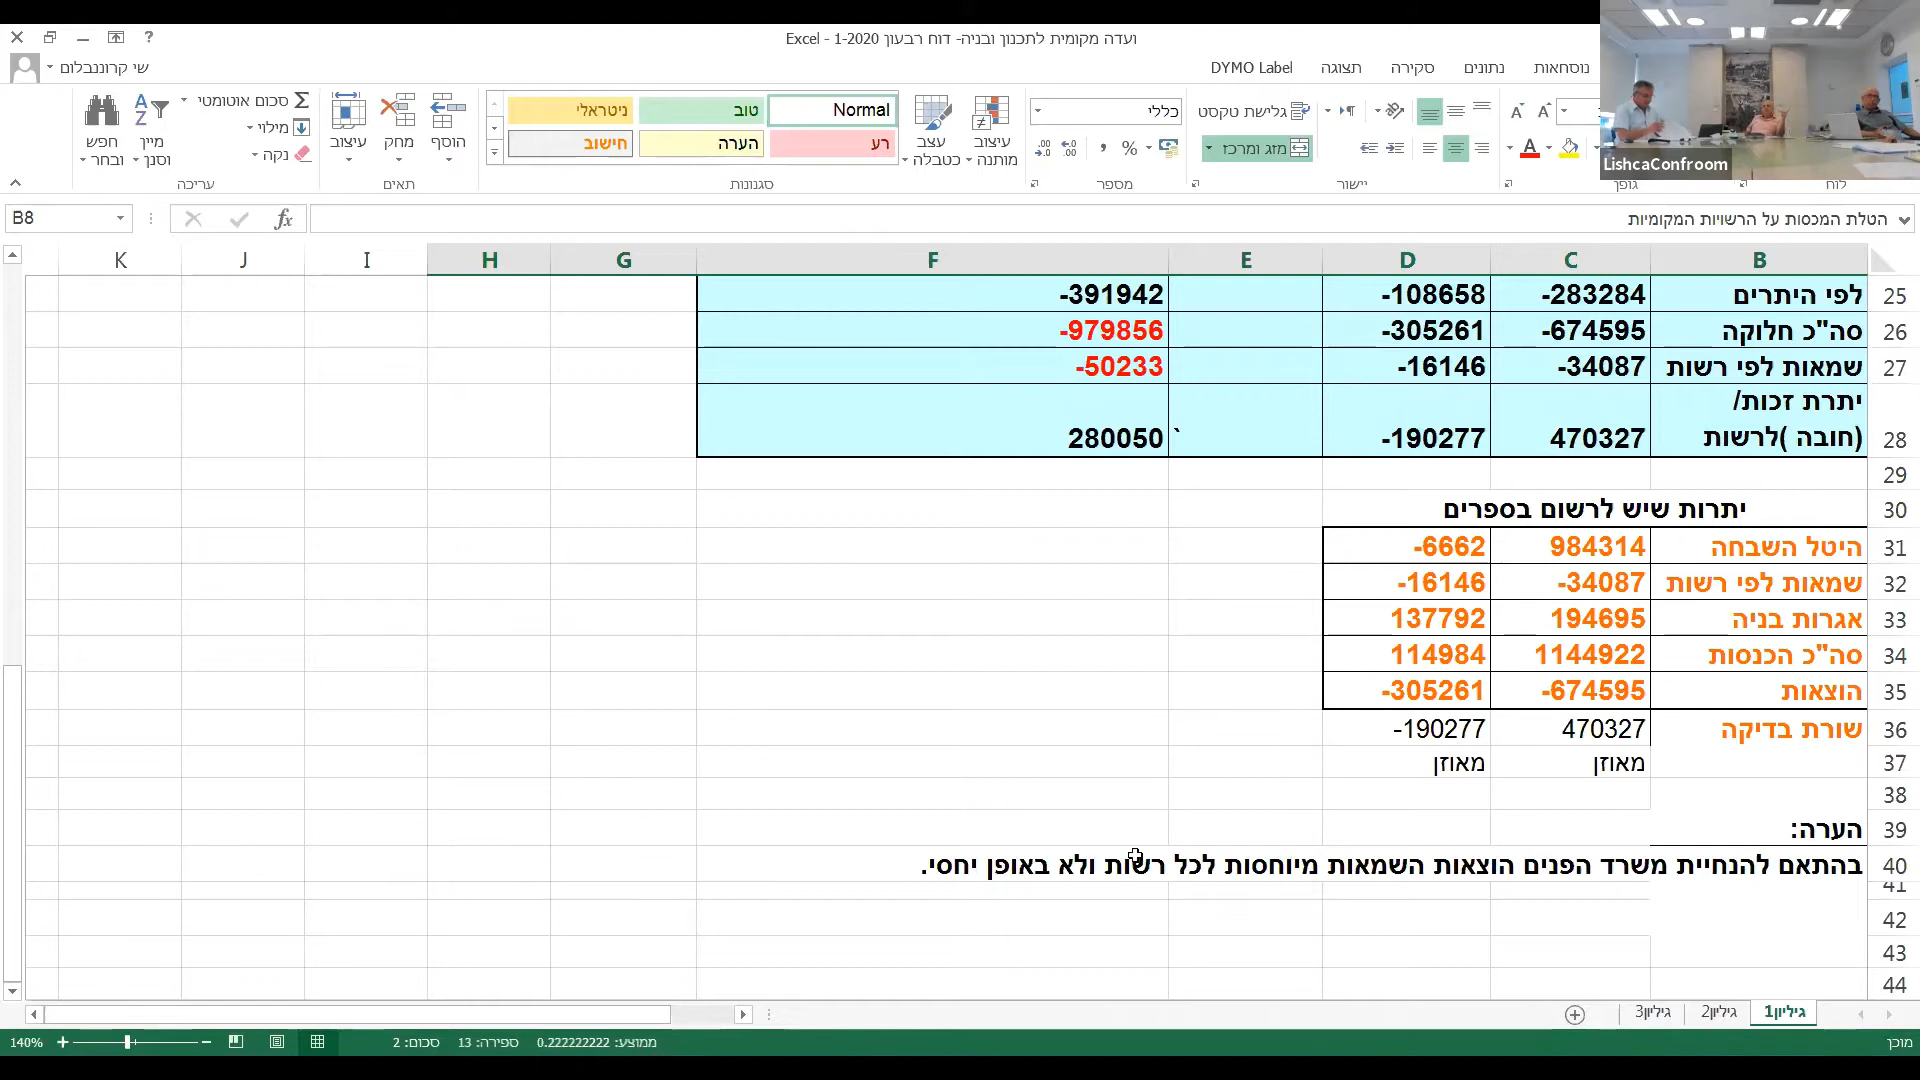 ועדה מקומית לתכנון ובניה- דוח רבעון 1-2020 - Excel
?
שי קרוננבלום
נוסחאות נתונים סקירה תצוגה DYMO Label
LishcaConfroom
גלישת טקסט
מזג ומרכז
כללי
%
עיצוב מותנה
עצב כטבלה
Normal טוב ניטראלי
רע הערה חישוב
הוסף מחק עיצוב
סכום אוטומטי
מילוי
נקה
מיין וסנן
חפש ובחר
לוח גופן יישור מספר סגנונות תאים עריכה
B8
fx
הטלת המכסות על הרשויות המקומיות
B C D E F G H I J K
25 לפי היתרים -283284 -108658 -391942
26 סה"כ חלוקה -674595 -305261 -979856
27 שמאות לפי רשות -34087 -16146 -50233
28 יתרת זכות/ (חובה )לרשות 470327 -190277 ` 280050
29
30 יתרות שיש לרשום בספרים
31 היטל השבחה 984314 -6662
32 שמאות לפי רשות -34087 -16146
33 אגרות בניה 194695 137792
34 סה"כ הכנסות 1144922 114984
35 הוצאות -674595 -305261
36 שורת בדיקה 470327 -190277
37 מאוזן מאוזן
38
39 הערה:
40 בהתאם להנחיית משרד הפנים הוצאות השמאות מיוחסות לכל רשות ולא באופן יחסי.
41
42
43
44
גיליון1 גיליון2 גיליון3
מוכן
ממוצע: 0.222222222 ספירה: 13 סכום: 2
140%